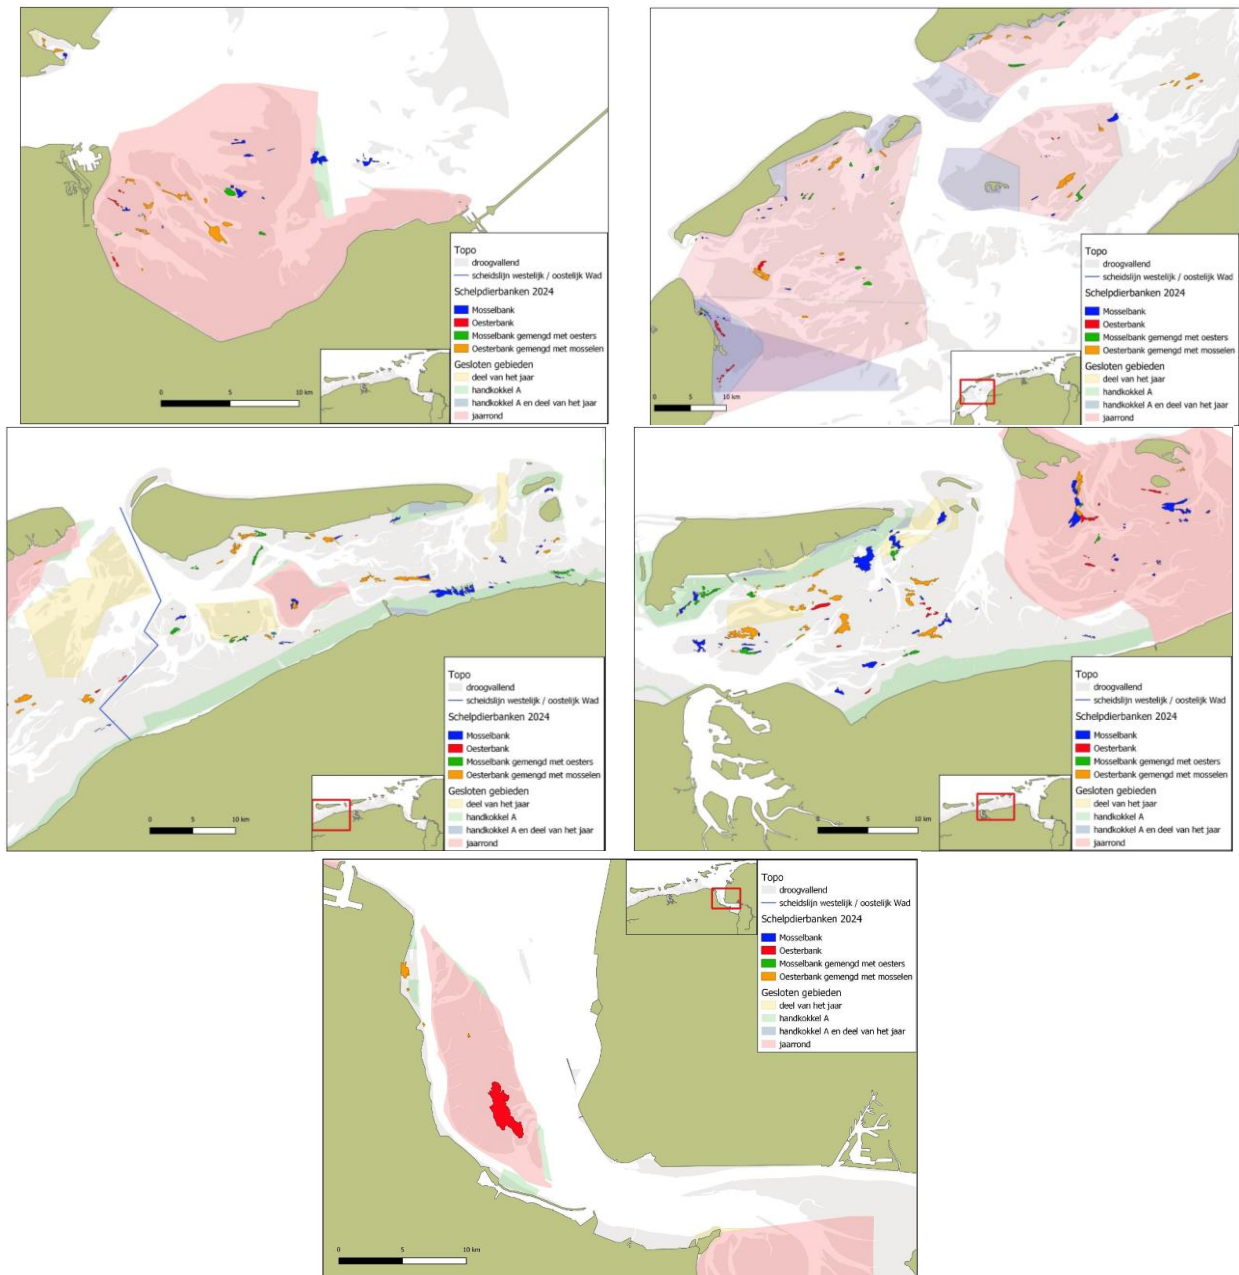 Topo
droogvallend
scheidslijn westelijk / oostelijk Wad
Schelpdierbanken 2024
Mosselbank
Oesterbank
Mosselbank gemengd met oesters
Oesterbank gemengd met mosselen
Gesloten gebieden
deel van het jaar
handkokkel A
handkokkel A en deel van het jaar
jaarrond
0 5 10 km
Topo
droogvallend
scheidslijn westelijk / oostelijk Wad
Schelpdierbanken 2024
Mosselbank
Oesterbank
Mosselbank gemengd met oesters
Oesterbank gemengd met mosselen
Gesloten gebieden
deel van het jaar
handkokkel A
handkokkel A en deel van het jaar
jaarrond
0 5 10 km
Topo
droogvallend
scheidslijn westelijk / oostelijk Wad
Schelpdierbanken 2024
Mosselbank
Oesterbank
Mosselbank gemengd met oesters
Oesterbank gemengd met mosselen
Gesloten gebieden
deel van het jaar
handkokkel A
handkokkel A en deel van het jaar
jaarrond
0 5 10 km
Topo
droogvallend
scheidslijn westelijk / oostelijk Wad
Schelpdierbanken 2024
Mosselbank
Oesterbank
Mosselbank gemengd met oesters
Oesterbank gemengd met mosselen
Gesloten gebieden
deel van het jaar
handkokkel A
handkokkel A en deel van het jaar
jaarrond
0 5 10 km
Topo
droogvallend
scheidslijn westelijk / oostelijk Wad
Schelpdierbanken 2024
Mosselbank
Oesterbank
Mosselbank gemengd met oesters
Oesterbank gemengd met mosselen
Gesloten gebieden
deel van het jaar
handkokkel A
handkokkel A en deel van het jaar
jaarrond
0 5 10 km